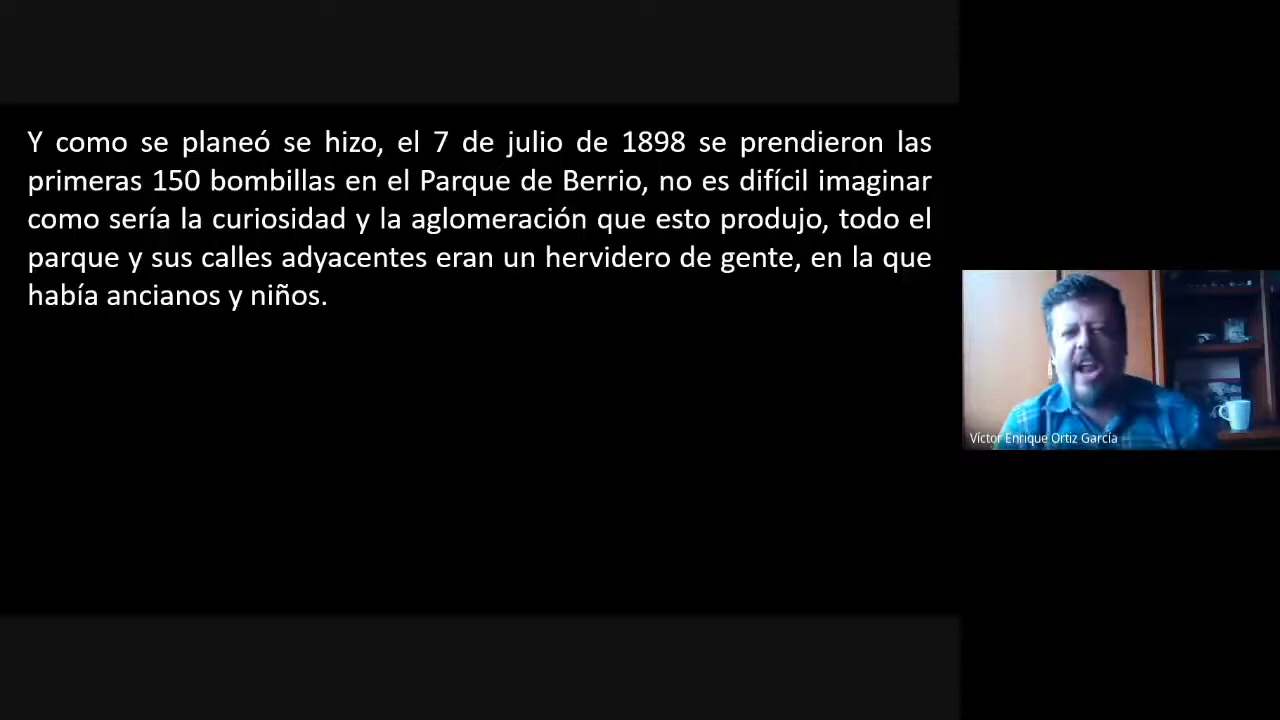 Y como se planeó se hizo, el 7 de julio de 1898 se prendieron las
primeras 150 bombillas en el Parque de Berrio, no es difícil imaginar
como sería la curiosidad y la aglomeración que esto produjo, todo el
parque y sus calles adyacentes eran un hervidero de gente, en la que
había ancianos y niños.
Víctor Enrique Ortiz García